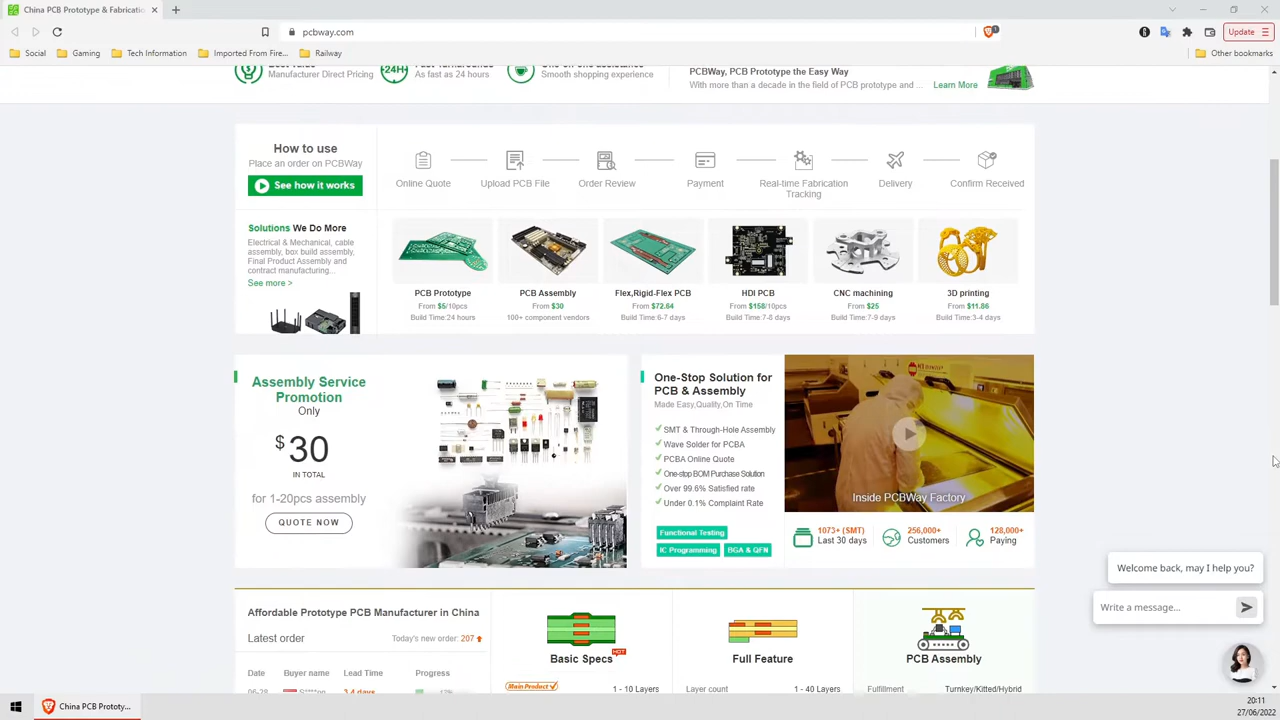 China PCB Prototype & Fabricatio
pcbway.com
1
Update
Social
Gaming
Tech Information
Imported From Fire...
Railway
Other bookmarks
Manufacturer Direct Pricing
24H
As fast as 24 hours
Smooth shopping experience
PCBWay, PCB Prototype the Easy Way
With more than a decade in the field of PCB prototype and ...
Learn More
How to use
Place an order on PCBWay
See how it works
Online Quote
Upload PCB File
Order Review
Payment
Real-time Fabrication
Tracking
Delivery
Confirm Received
Solutions We Do More
Electrical & Mechanical, cable
assembly, box build assembly,
Final Product Assembly and
contract manufacturing...
See more >
PCB Prototype
From $5/10pcs
Build Time:24 hours
PCB Assembly
From $30
100+ component vendors
Flex,Rigid-Flex PCB
From $72.64
Build Time:6-7 days
HDI PCB
From $158/10pcs
Build Time:7-8 days
CNC machining
From $25
Build Time:7-9 days
3D printing
From $11.86
Build Time:3-4 days
Assembly Service
Promotion
Only
$30
IN TOTAL
for 1-20pcs assembly
QUOTE NOW
One-Stop Solution for
PCB & Assembly
Made Easy,Quality,On Time
SMT & Through-Hole Assembly
Wave Solder for PCBA
PCBA Online Quote
One-stop BOM Purchase Solution
Over 99.6% Satisfied rate
Under 0.1% Complaint Rate
Functional Testing
IC Programming
BGA & QFN
Inside PCBWay Factory
1073+ (SMT)
Last 30 days
256,000+
Customers
128,000+
Paying
Welcome back, may I help you?
Write a message...
Affordable Prototype PCB Manufacturer in China
Latest order
Today's new order: 207
Date
Buyer name
Lead Time
Progress
3-4 days
Basic Specs
HOT
Main Product
1 - 10 Layers
Full Feature
Layer count
1 - 40 Layers
PCB Assembly
Fulfillment
Turnkey/Kitted/Hybrid
China PCB Prototy...
20:11
27/06/2022